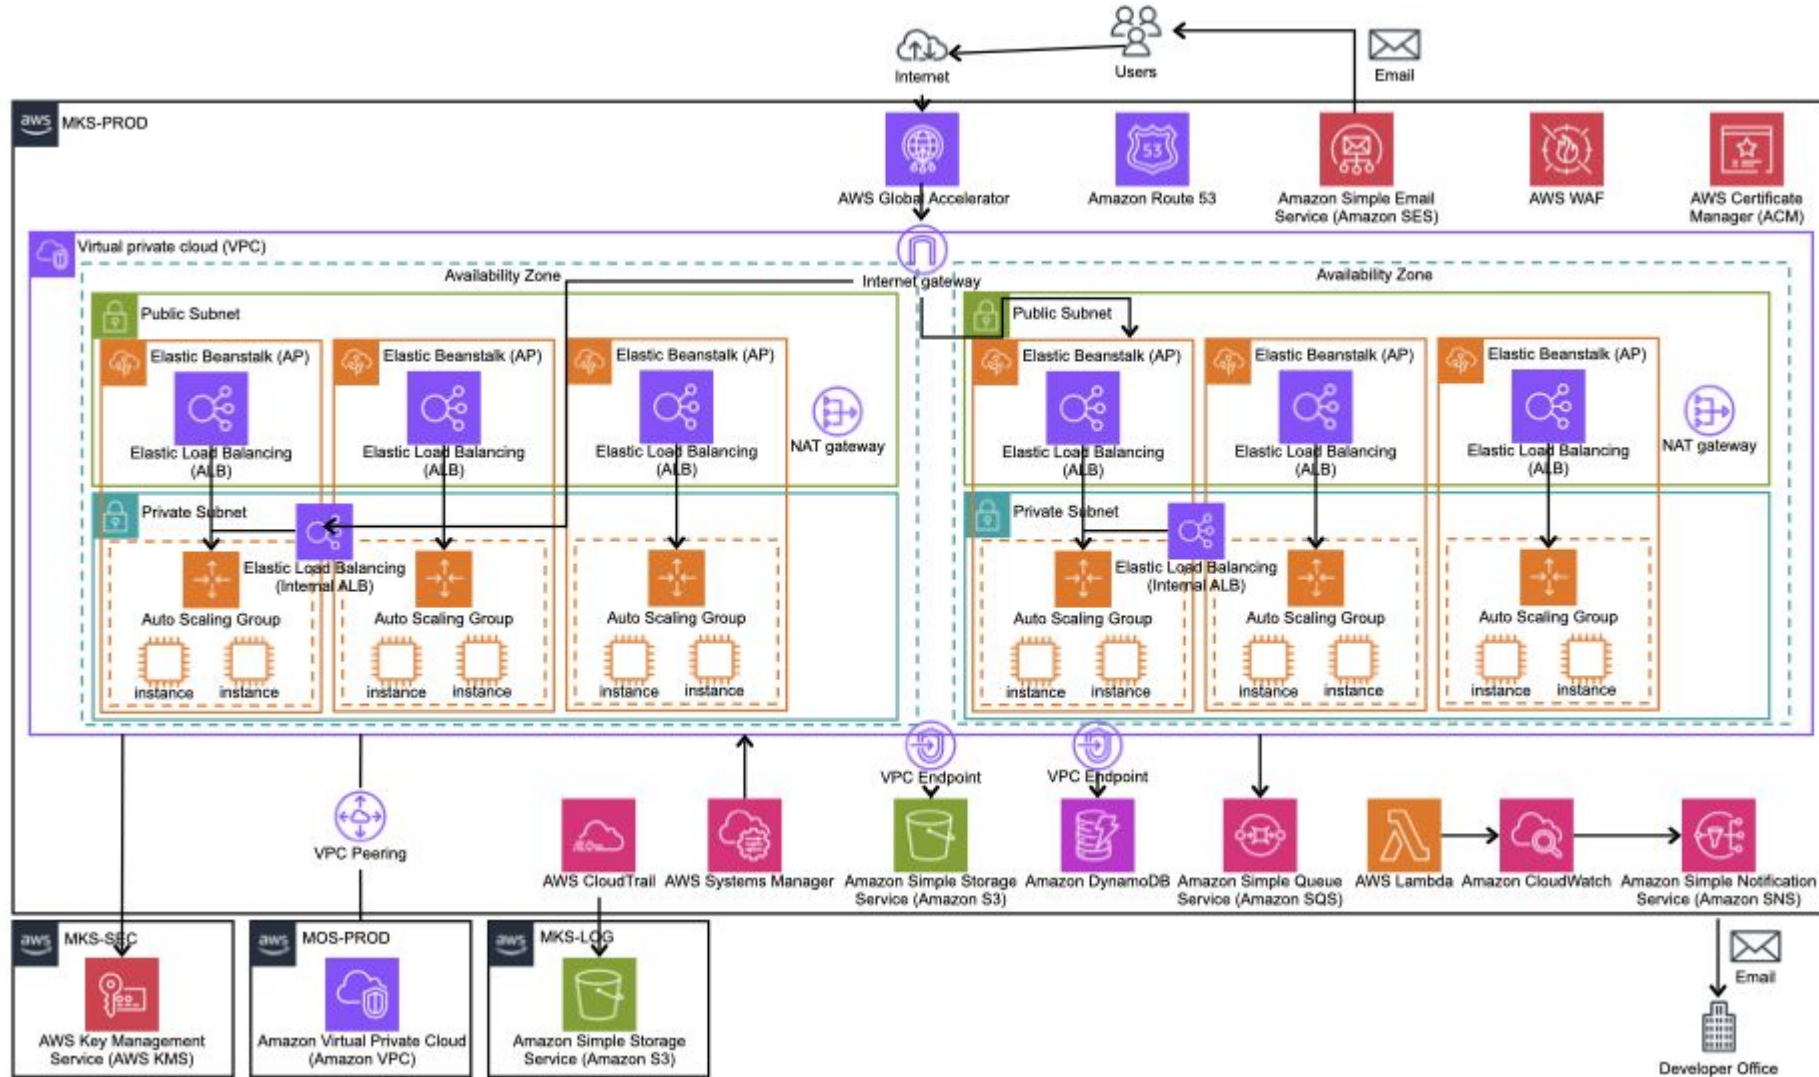 Internet
Users
Email
aws
MKS-PROD
53
AWS Global Accelerator
Amazon Route 53
Amazon Simple Email
Service (Amazon SES)
AWS WAF
AWS Certificate
Manager (ACM)
Virtual private cloud (VPC)
Internet gateway
Availability Zone
Public Subnet
Elastic Beanstalk (AP)
Elastic Beanstalk (AP)
Elastic Beanstalk (AP)
Elastic Load Balancing
(ALB)
Elastic Load Balancing
(ALB)
Elastic Load Balancing
(ALB)
NAT gateway
Private Subnet
Elastic Load Balancing
(Internal ALB)
Auto Scaling Group
Auto Scaling Group
Auto Scaling Group
instance
instance
instance
instance
instance
instance
Availability Zone
Public Subnet
Elastic Beanstalk (AP)
Elastic Beanstalk (AP)
Elastic Beanstalk (AP)
Elastic Load Balancing
(ALB)
Elastic Load Balancing
(ALB)
Elastic Load Balancing
(ALB)
NAT gateway
Private Subnet
Elastic Load Balancing
(Internal ALB)
Auto Scaling Group
Auto Scaling Group
Auto Scaling Group
instance
instance
instance
instance
instance
instance
VPC Peering
VPC Endpoint
VPC Endpoint
AWS CloudTrail
AWS Systems Manager
Amazon Simple Storage
Service (Amazon S3)
Amazon DynamoDB
Amazon Simple Queue
Service (Amazon SQS)
AWS Lambda
Amazon CloudWatch
Amazon Simple Notification
Service (Amazon SNS)
aws
MKS-SEC
AWS Key Management
Service (AWS KMS)
aws
MOS-PROD
Amazon Virtual Private Cloud
(Amazon VPC)
aws
MKS-LOG
Amazon Simple Storage
Service (Amazon S3)
Email
Developer Office